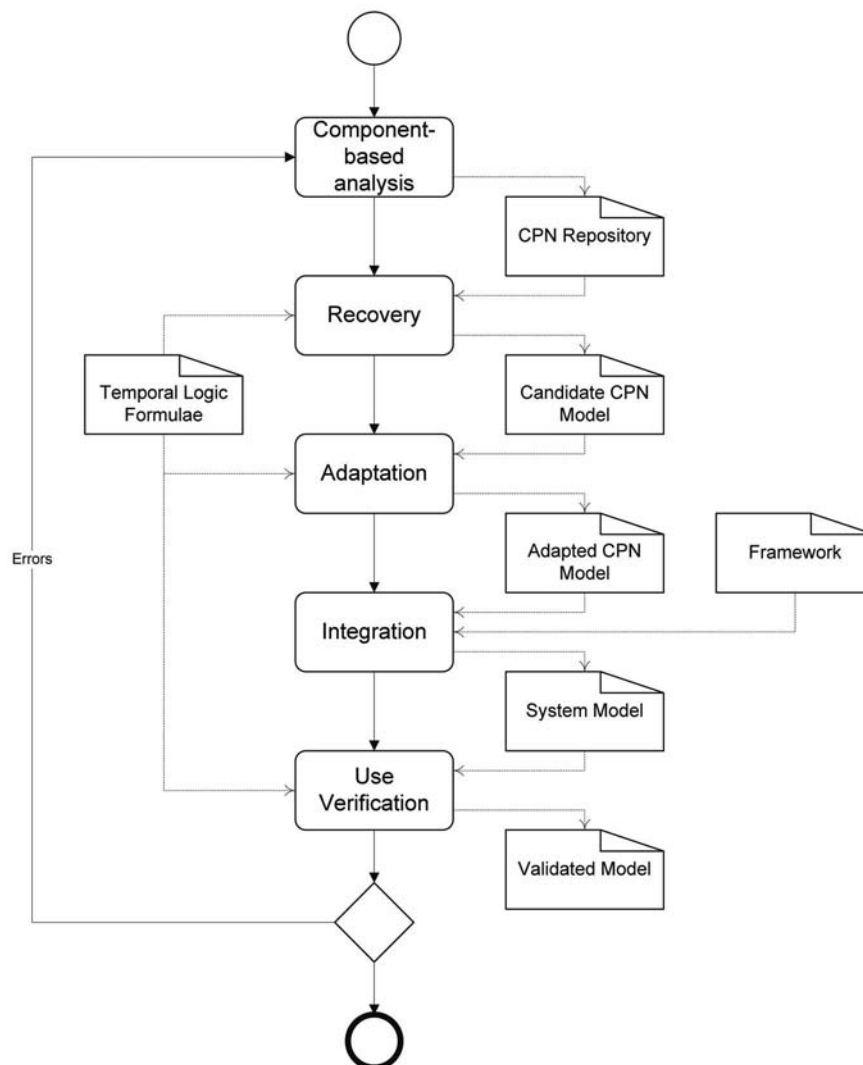 Component-
based
analysis
CPN Repository
Recovery
Temporal Logic
Formulae
Candidate CPN
Model
Adaptation
Errors
Adapted CPN
Model
Framework
Integration
System Model
Use
Verification
Validated Model